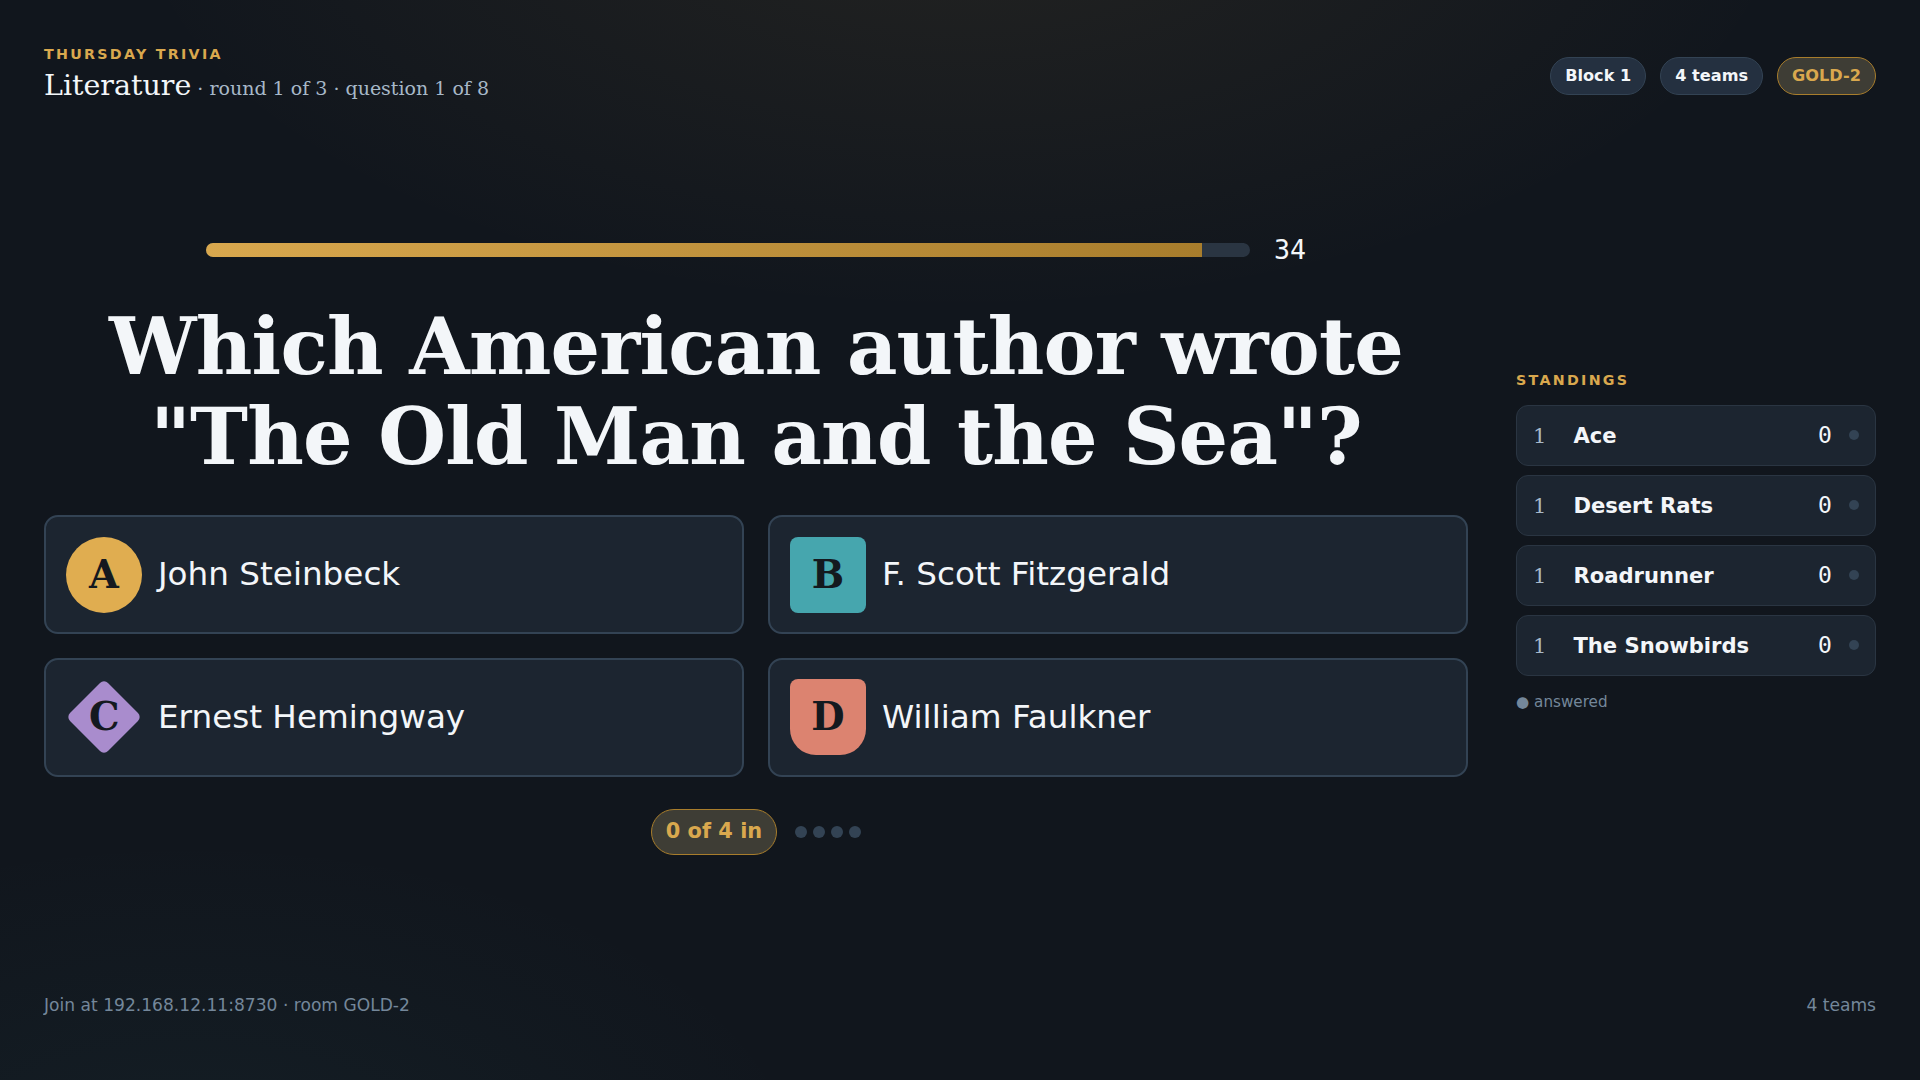 THURSDAY TRIVIA
Literature · round 1 of 3 · question 1 of 8
Block 1
4 teams
GOLD-2
34
Which American author wrote
"The Old Man and the Sea"?
A John Steinbeck
B F. Scott Fitzgerald
C Ernest Hemingway
D William Faulkner
0 of 4 in
STANDINGS
1 Ace 0
1 Desert Rats 0
1 Roadrunner 0
1 The Snowbirds 0
● answered
Join at 192.168.12.11:8730 · room GOLD-2
4 teams